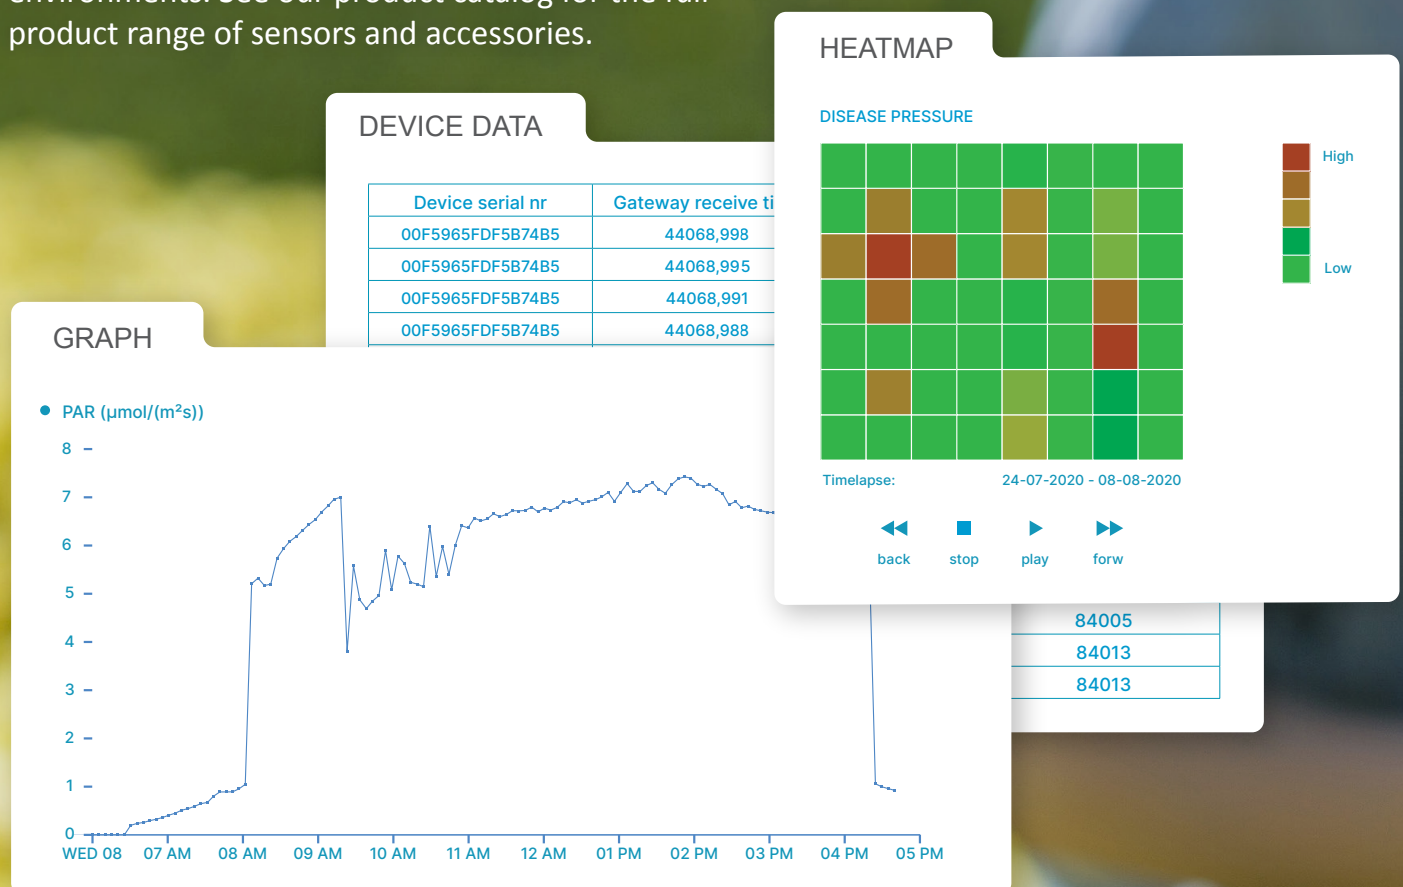 product range of sensors and accessories.
HEATMAP
DISEASE PRESSURE
High
Low
Timelapse: 24-07-2020 - 08-08-2020
back stop play forw
DEVICE DATA
Device serial nr Gateway receive ti
00F5965FDF5B74B5 44068,998
00F5965FDF5B74B5 44068,995
00F5965FDF5B74B5 44068,991
00F5965FDF5B74B5 44068,988
84005
84013
84013
GRAPH
PAR (μmol/(m²s))
8
7
6
5
4
3
2
1
0
WED 08 07 AM 08 AM 09 AM 10 AM 11 AM 12 AM 01 PM 02 PM 03 PM 04 PM 05 PM